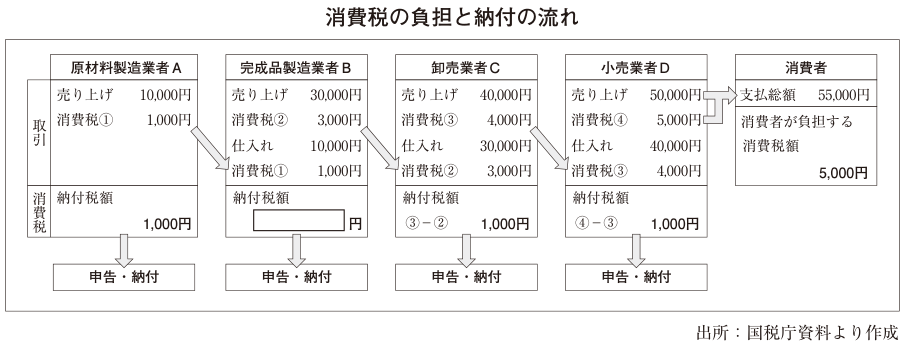 消費税の負担と納付の流れ
原材料製造業者A
売り上げ 10,000円
消費税① 1,000円
納付税額
1,000円
申告・納付
完成品製造業者B
売り上げ 30,000円
消費税② 3,000円
仕入れ 10,000円
消費税① 1,000円
納付税額
円
申告・納付
卸売業者C
売り上げ 40,000円
消費税③ 4,000円
仕入れ 30,000円
消費税② 3,000円
納付税額
③－② 1,000円
申告・納付
小売業者D
売り上げ 50,000円
消費税④ 5,000円
仕入れ 40,000円
消費税③ 4,000円
納付税額
④－③ 1,000円
申告・納付
消費者
支払総額 55,000円
消費者が負担する
消費税額
5,000円
取引
消費税
出所：国税庁資料より作成